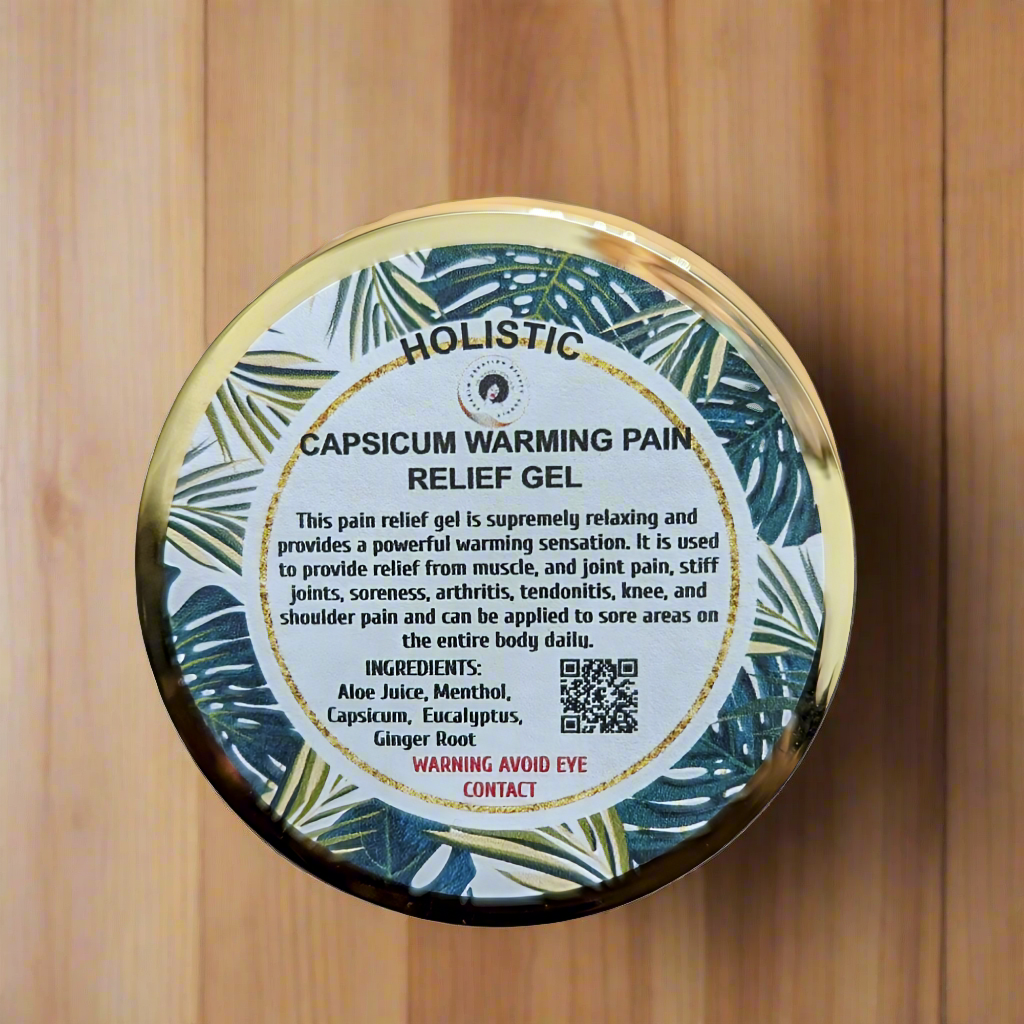 HOLISTIC
CAPSICUM WARMING PAIN
RELIEF GEL
This pain relief gel is supremely relaxing and
provides a powerful warming sensation. It is used
to provide relief from muscle, and joint pain, stiff
joints, soreness, arthritis, tendonitis, knee, and
shoulder pain and can be applied to sore areas on
the entire body daily.
INGREDIENTS:
Aloe Juice, Menthol,
Capsicum, Eucalyptus,
Ginger Root
WARNING AVOID EYE
CONTACT